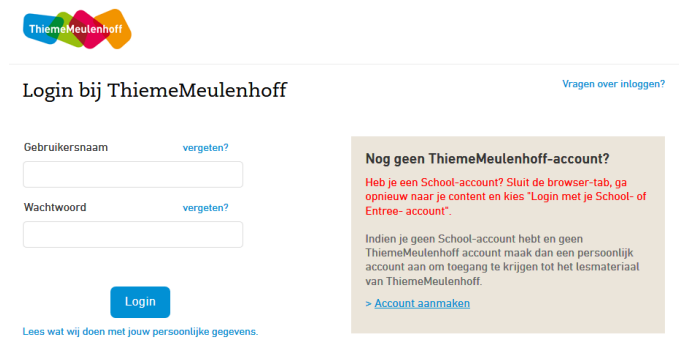 ThiemeMeulenhoff
Login bij ThiemeMeulenhoff
Vragen over inloggen?
Gebruikersnaam
vergeten?
Wachtwoord
vergeten?
Login
Lees wat wij doen met jouw persoonlijke gegevens.
Nog geen ThiemeMeulenhoff-account?
Heb je een School-account? Sluit de browser-tab, ga
opnieuw naar je content en kies "Login met je School- of
Entree- account".
Indien je geen School-account hebt en geen
ThiemeMeulenhoff account maak dan een persoonlijk
account aan om toegang te krijgen tot het lesmateriaal
van ThiemeMeulenhoff.
> Account aanmaken